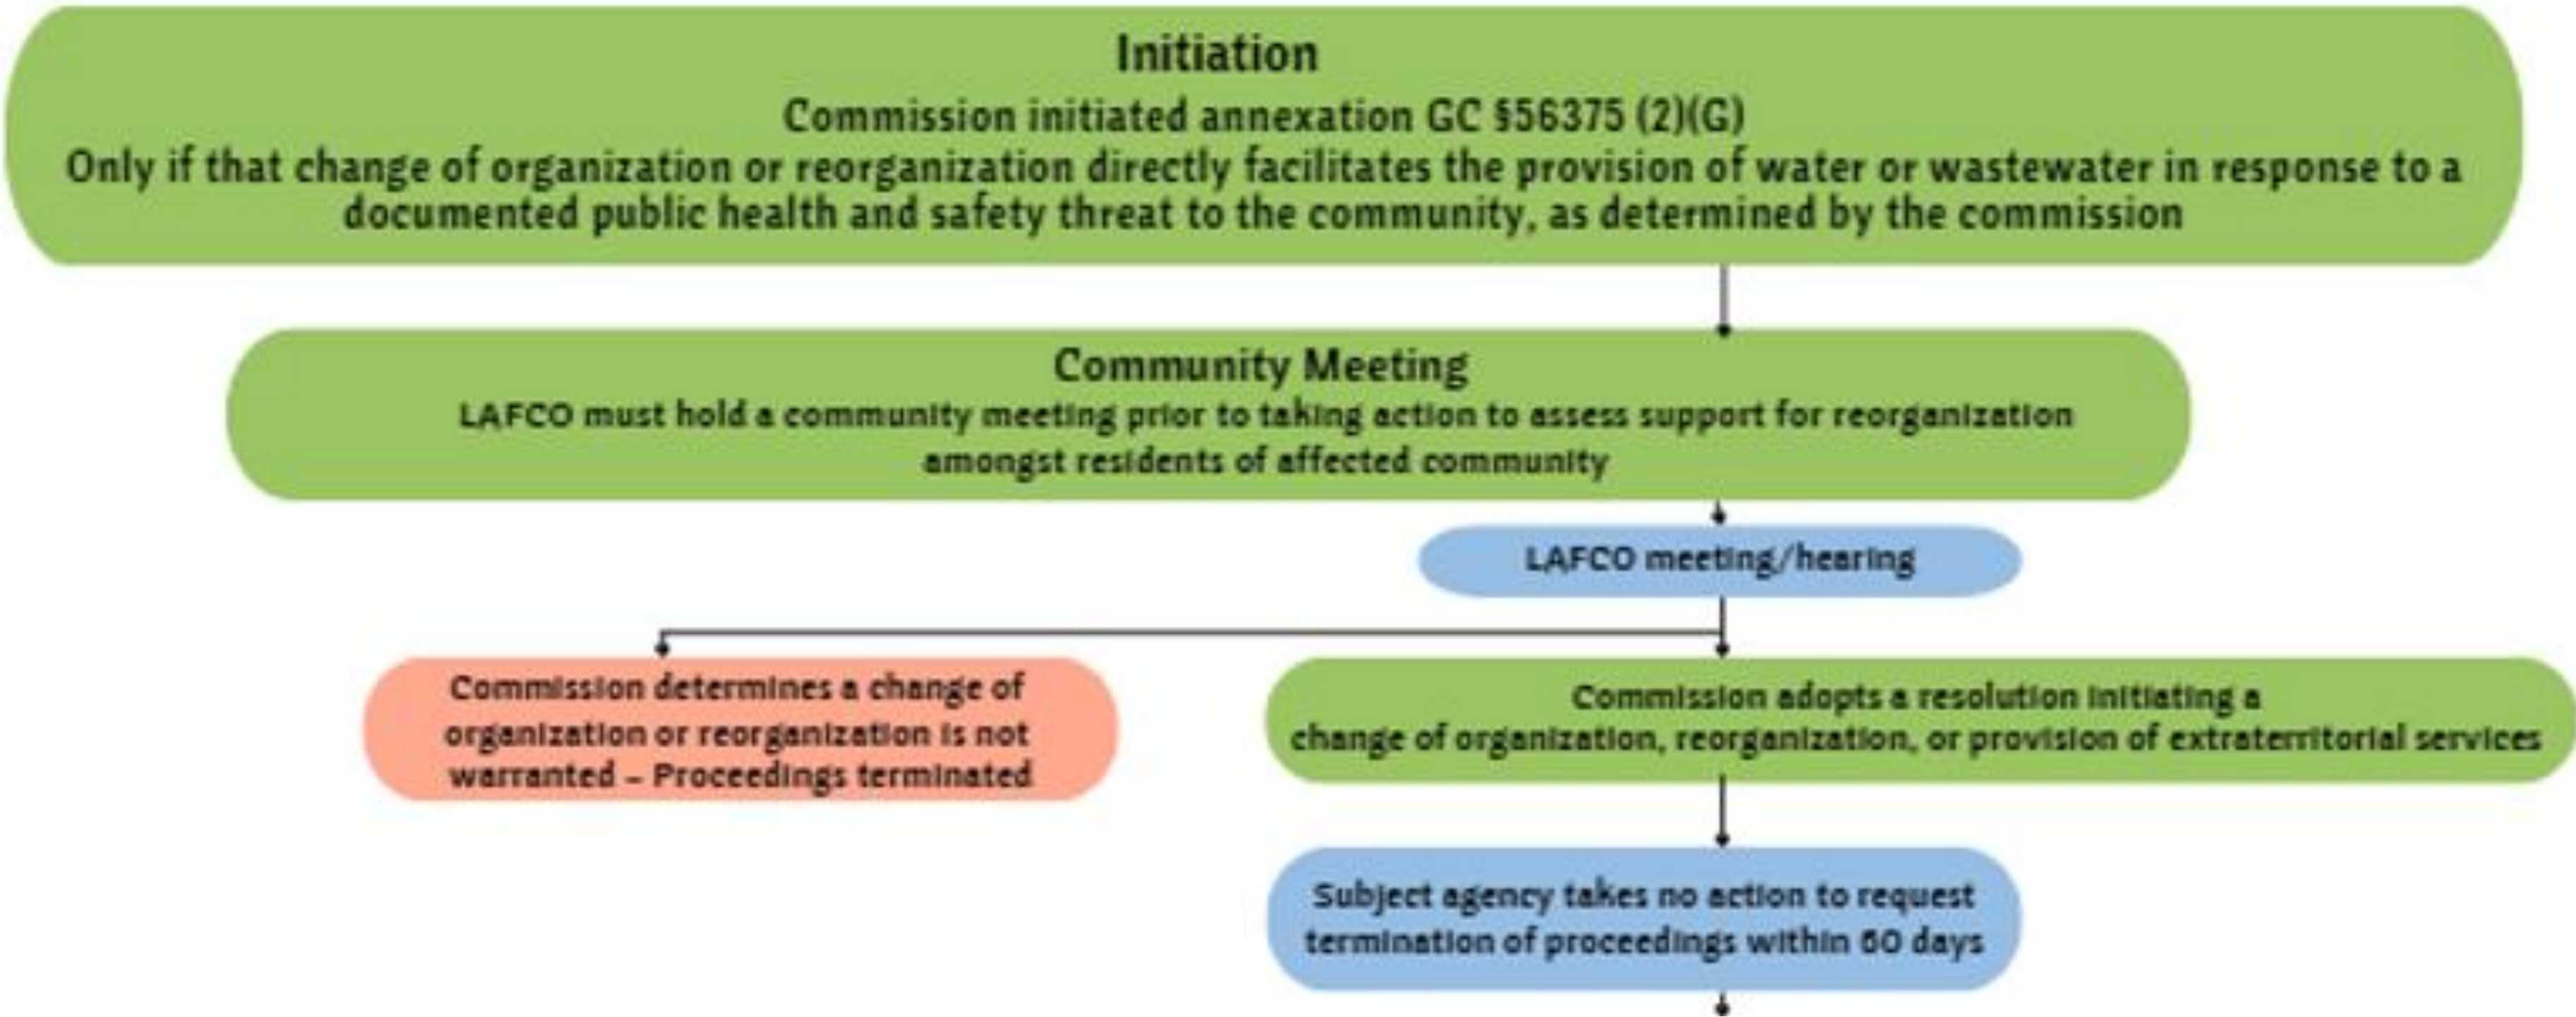 Initiation
Commission initiated annexation GC §56375 (2)(G)
Only if that change of organization or reorganization directly facilitates the provision of water or wastewater in response to a
documented public health and safety threat to the community, as determined by the commission
Community Meeting
LAFCO must hold a community meeting prior to taking action to assess support for reorganization
amongst residents of affected community
LAFCO meeting/hearing
Commission determines a change of
organization or reorganization is not
warranted – Proceedings terminated
Commission adopts a resolution initiating a
change of organization, reorganization, or provision of extraterritorial services
Subject agency takes no action to request
termination of proceedings within 60 days